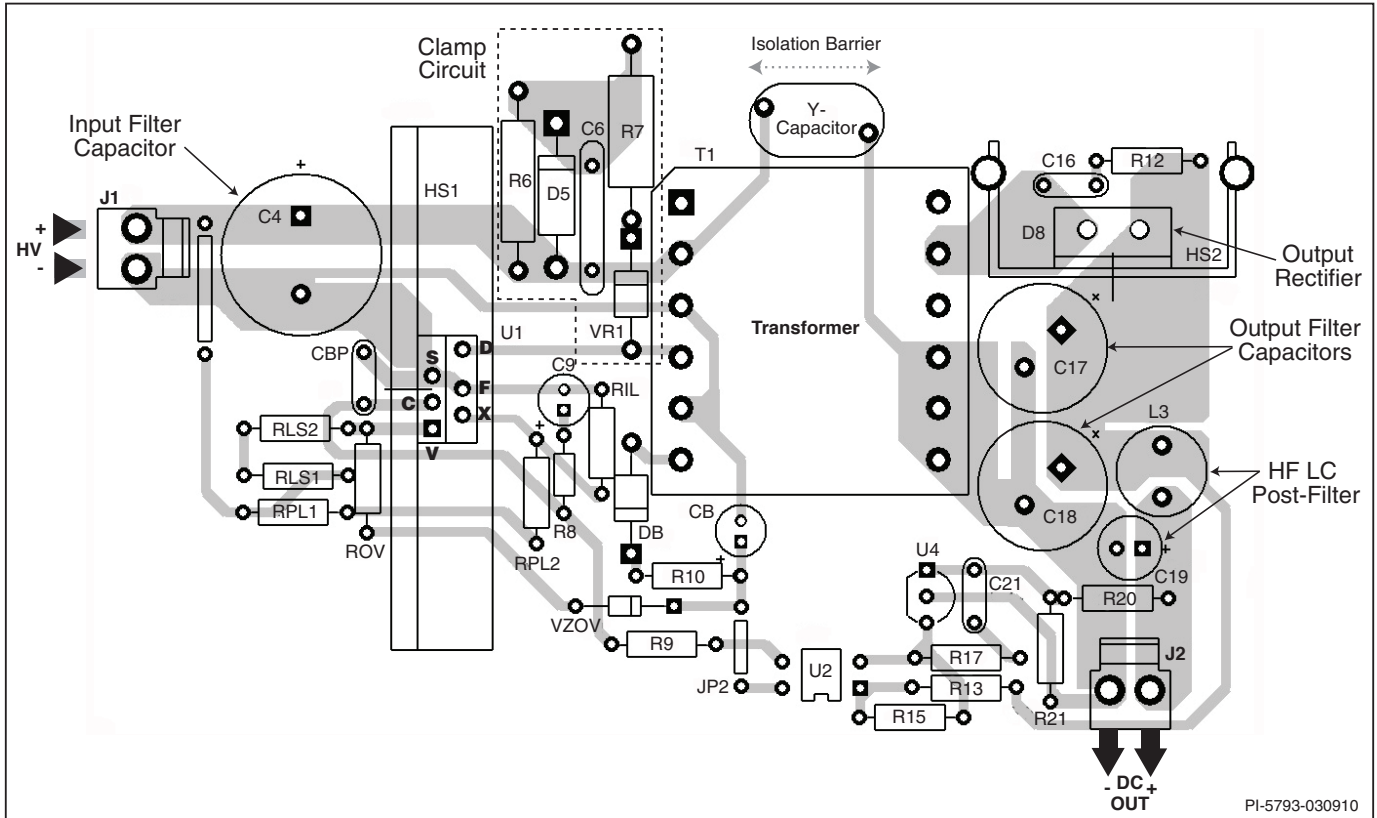 Clamp
Circuit
Isolation Barrier
Y-
Capacitor
Input Filter
Capacitor
+
J1
C4
HS1
R6
D5
C6
R7
T1
C16
R12
+
HV
-
D8
HS2
Output
Rectifier
U1
VR1
Transformer
x
Output Filter
Capacitors
CBP
S
D
C9
C17
F
RIL
C
X
L3
RLS2
V
+
x
RLS1
R8
HF LC
Post-Filter
RPL1
CB
C18
ROV
RPL2
DB
+
U4
+
R10
C21
C19
R20
VZOV
R9
R17
J2
U2
JP2
R13
R21
R15
- DC +
OUT
PI-5793-030910